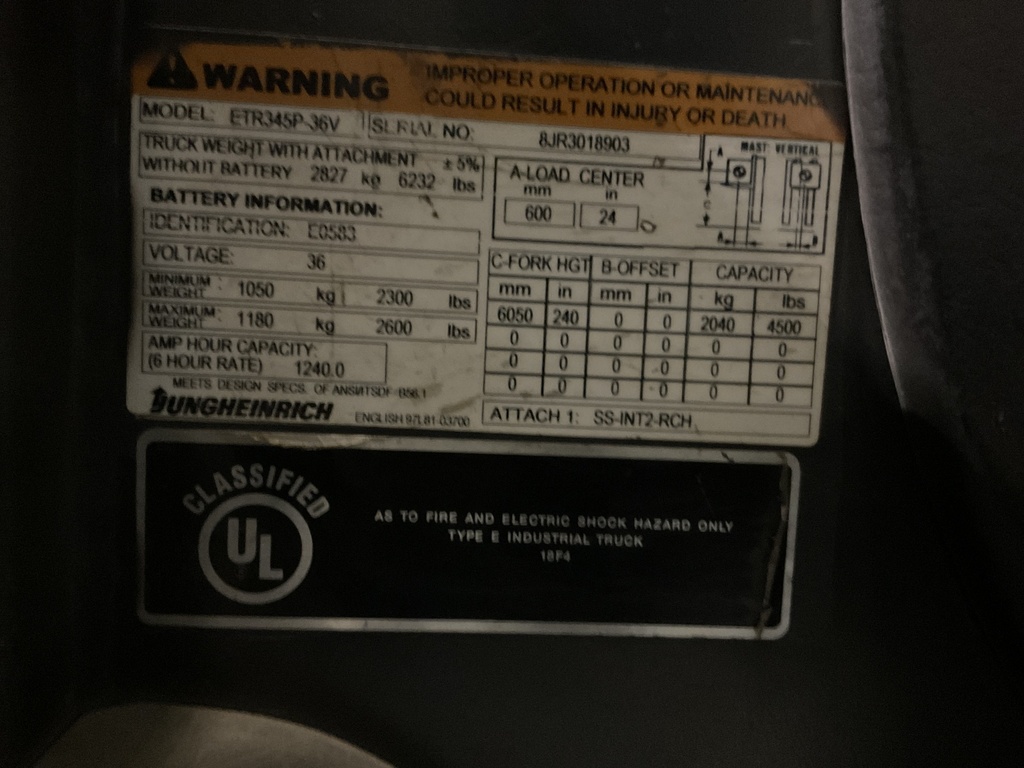 WARNING
IMPROPER OPERATION OR MAINTENANC
COULD RESULT IN INJURY OR DEATH
MODEL: ETR345P-36V SERIAL NO: 8JR3018903
TRUCK WEIGHT WITH ATTACHMENT ± 5%
WITHOUT BATTERY 2827 kg 6232 lbs
BATTERY INFORMATION:
IDENTIFICATION: E0583
VOLTAGE: 36
MINIMUM WEIGHT: 1050 kg 2300 lbs
MAXIMUM WEIGHT: 1180 kg 2600 lbs
AMP HOUR CAPACITY:
(6 HOUR RATE) 1240.0
MEETS DESIGN SPECS. OF ANSI/ITSDF B56.1
JUNGHEINRICH ENGLISH 97L81-03700
A-LOAD CENTER
mm in
600 24
MAST VERTICAL
A
C
A B
C-FORK HGT B-OFFSET CAPACITY
mm in mm in kg lbs
6050 240 0 0 2040 4500
0 0 0 0 0 0
0 0 0 0 0 0
0 0 0 0 0 0
ATTACH 1: SS-INT2-RCH
CLASSIFIED
UL
AS TO FIRE AND ELECTRIC SHOCK HAZARD ONLY
TYPE E INDUSTRIAL TRUCK
18F4